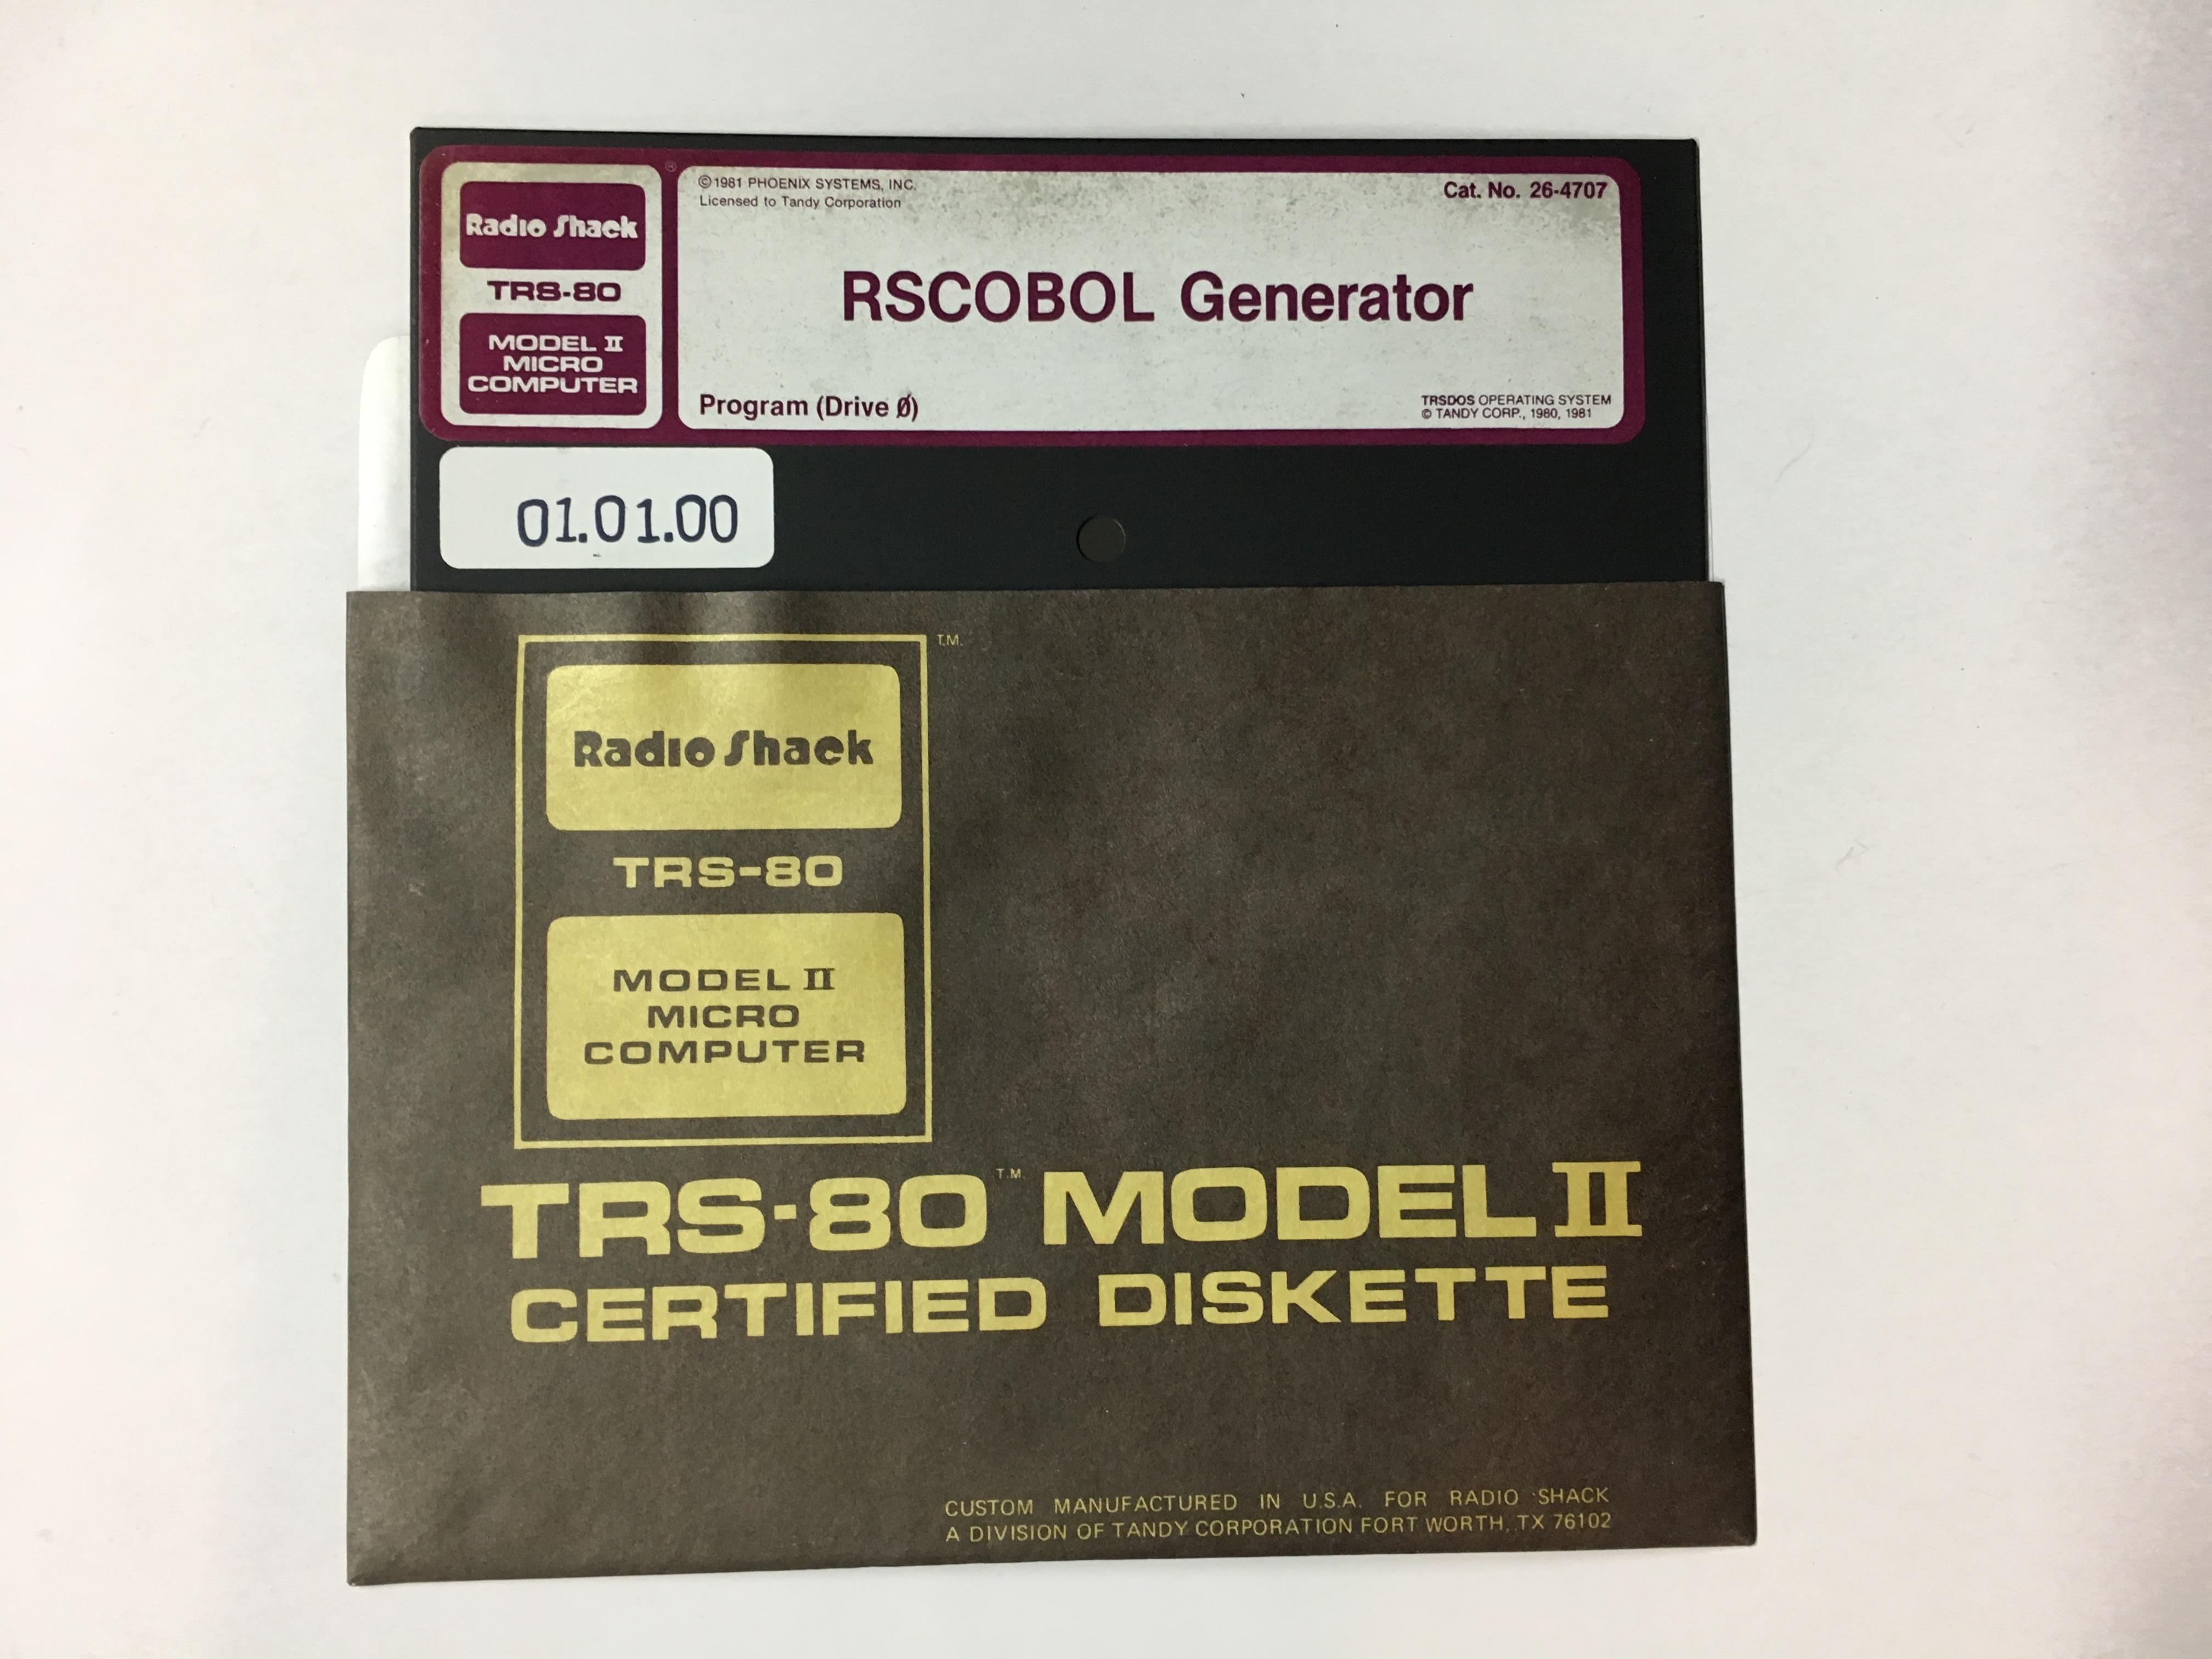 Radio Shack
®
TRS-80
MODEL II
MICRO
COMPUTER
©1981 PHOENIX SYSTEMS, INC.
Licensed to Tandy Corporation
Cat. No. 26-4707
RSCOBOL Generator
Program (Drive Ø)
TRSDOS OPERATING SYSTEM
© TANDY CORP., 1980, 1981
01.01.00
T.M.
Radio Shack
TRS-80
MODEL II
MICRO
COMPUTER
TRS-80 T.M. MODEL II
CERTIFIED DISKETTE
CUSTOM MANUFACTURED IN U.S.A. FOR RADIO SHACK
A DIVISION OF TANDY CORPORATION FORT WORTH, TX 76102